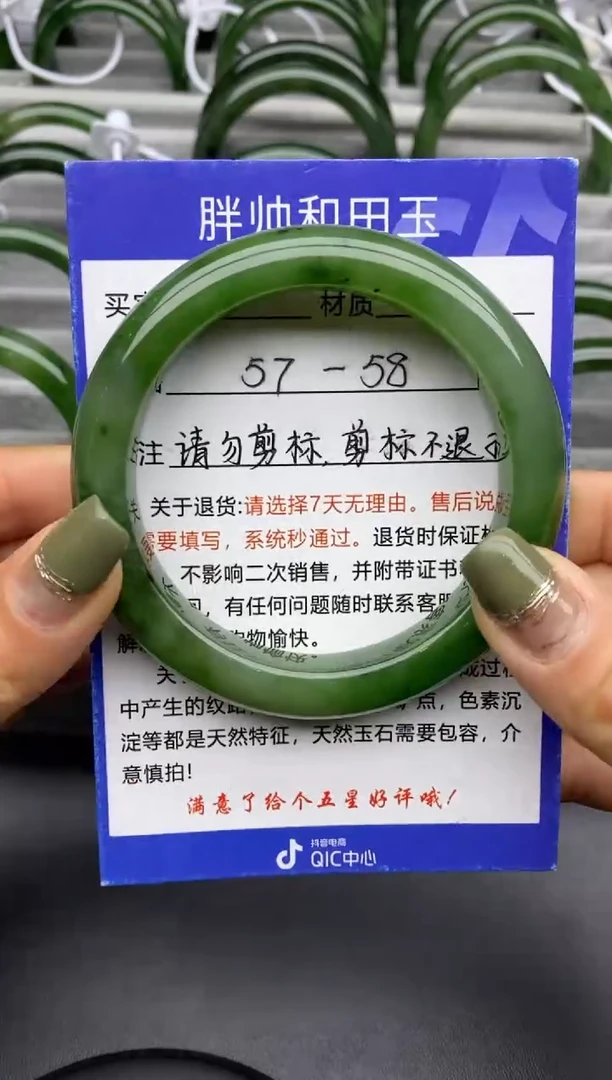 胖帅和田玉
买 材质
57-58
注 请勿剪标,剪标不退
关于退货:请选择7天无理由。售后说
需要填写,系统秒通过。退货时保证
不影响二次销售,并附带证书
,有任何问题随时联系客服
解 物愉快。
关 成过程
中产生的纹路 点,色素沉
淀等都是天然特征,天然玉石需要包容,介
意慎拍!
满意了给个五星好评哦!
抖音电商
QIC中心